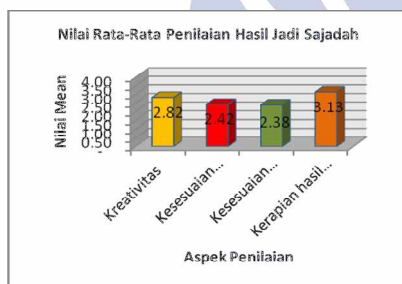 Nilai Rata-Rata Penilaian Hasil Jadi Sajadah
Nilai Mean
4.00
3.50
3.00
2.50
2.00
1.50
1.00
0.50
-
2.82
2.42
2.38
3.13
Kreativitas
Kesesuaian...
Kesesuaian...
Kerapian hasil...
Aspek Penilaian